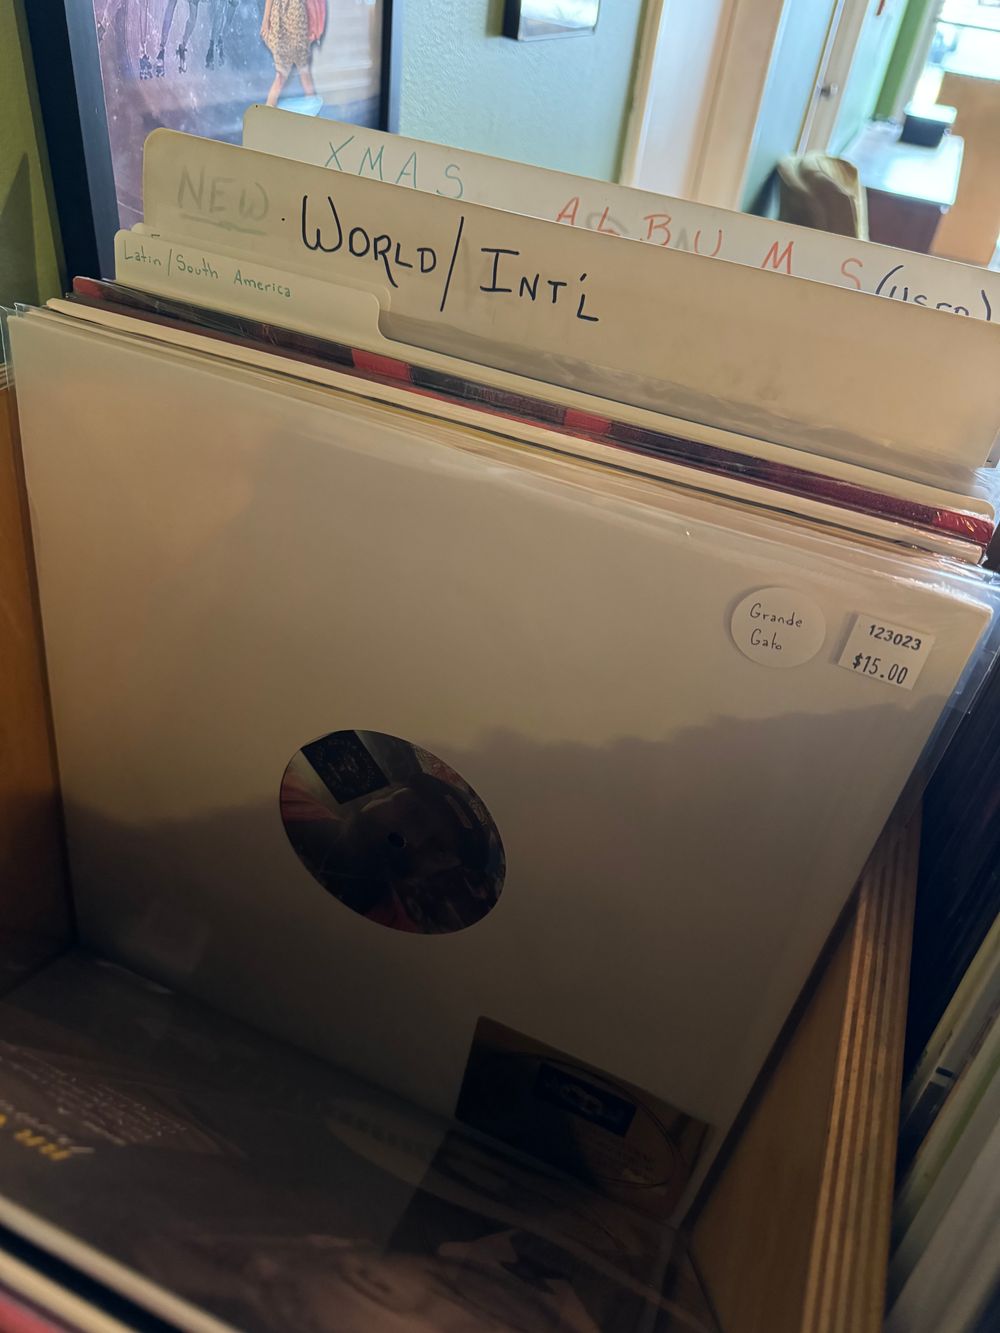 XMAS ALBUMS (USED)
NEW WORLD/INT'L
Latin/South America
Grande
Gato
123023
$15.00